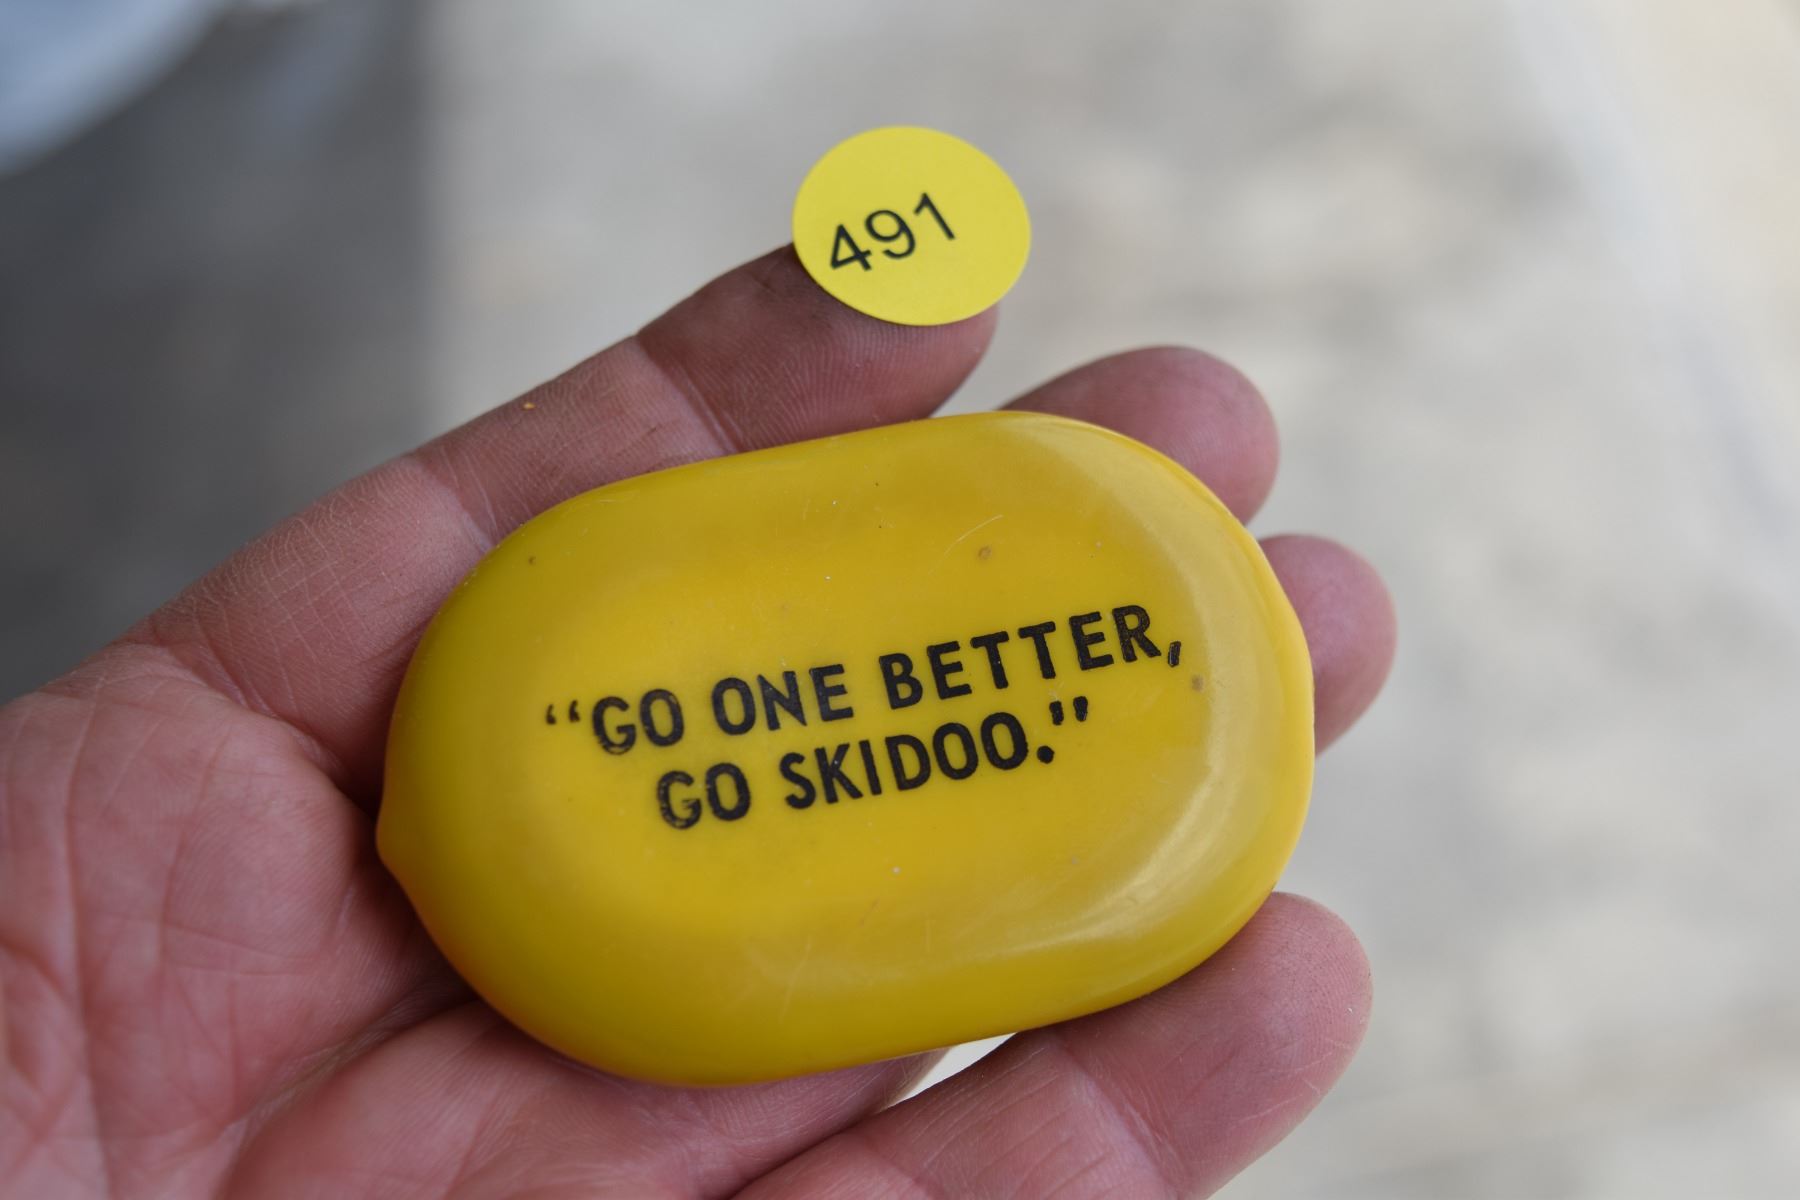 491
“GO ONE BETTER,
GO SKIDOO.”